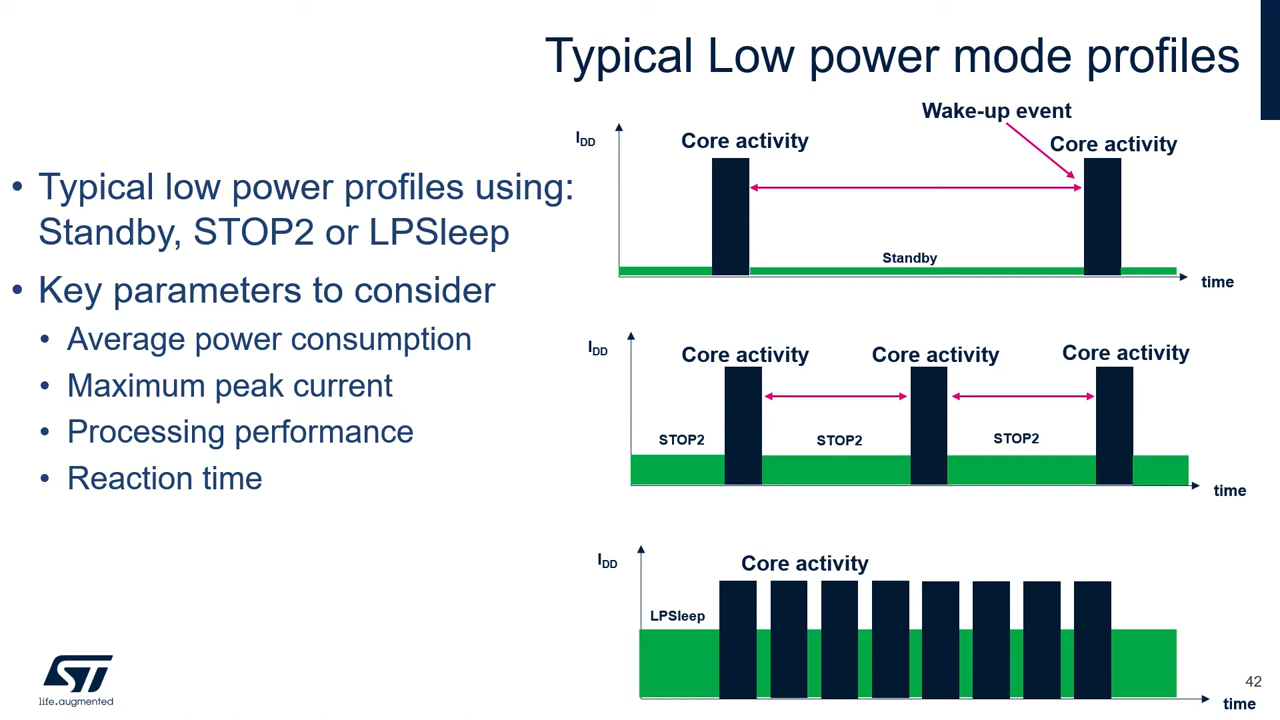 Typical Low power mode profiles
• Typical low power profiles using:
Standby, STOP2 or LPSleep
• Key parameters to consider
• Average power consumption
• Maximum peak current
• Processing performance
• Reaction time
Wake-up event
IDD
Core activity
Core activity
Standby
time
IDD
Core activity
Core activity
Core activity
STOP2
STOP2
STOP2
time
IDD
Core activity
LPSleep
time
ST
life.augmented
42